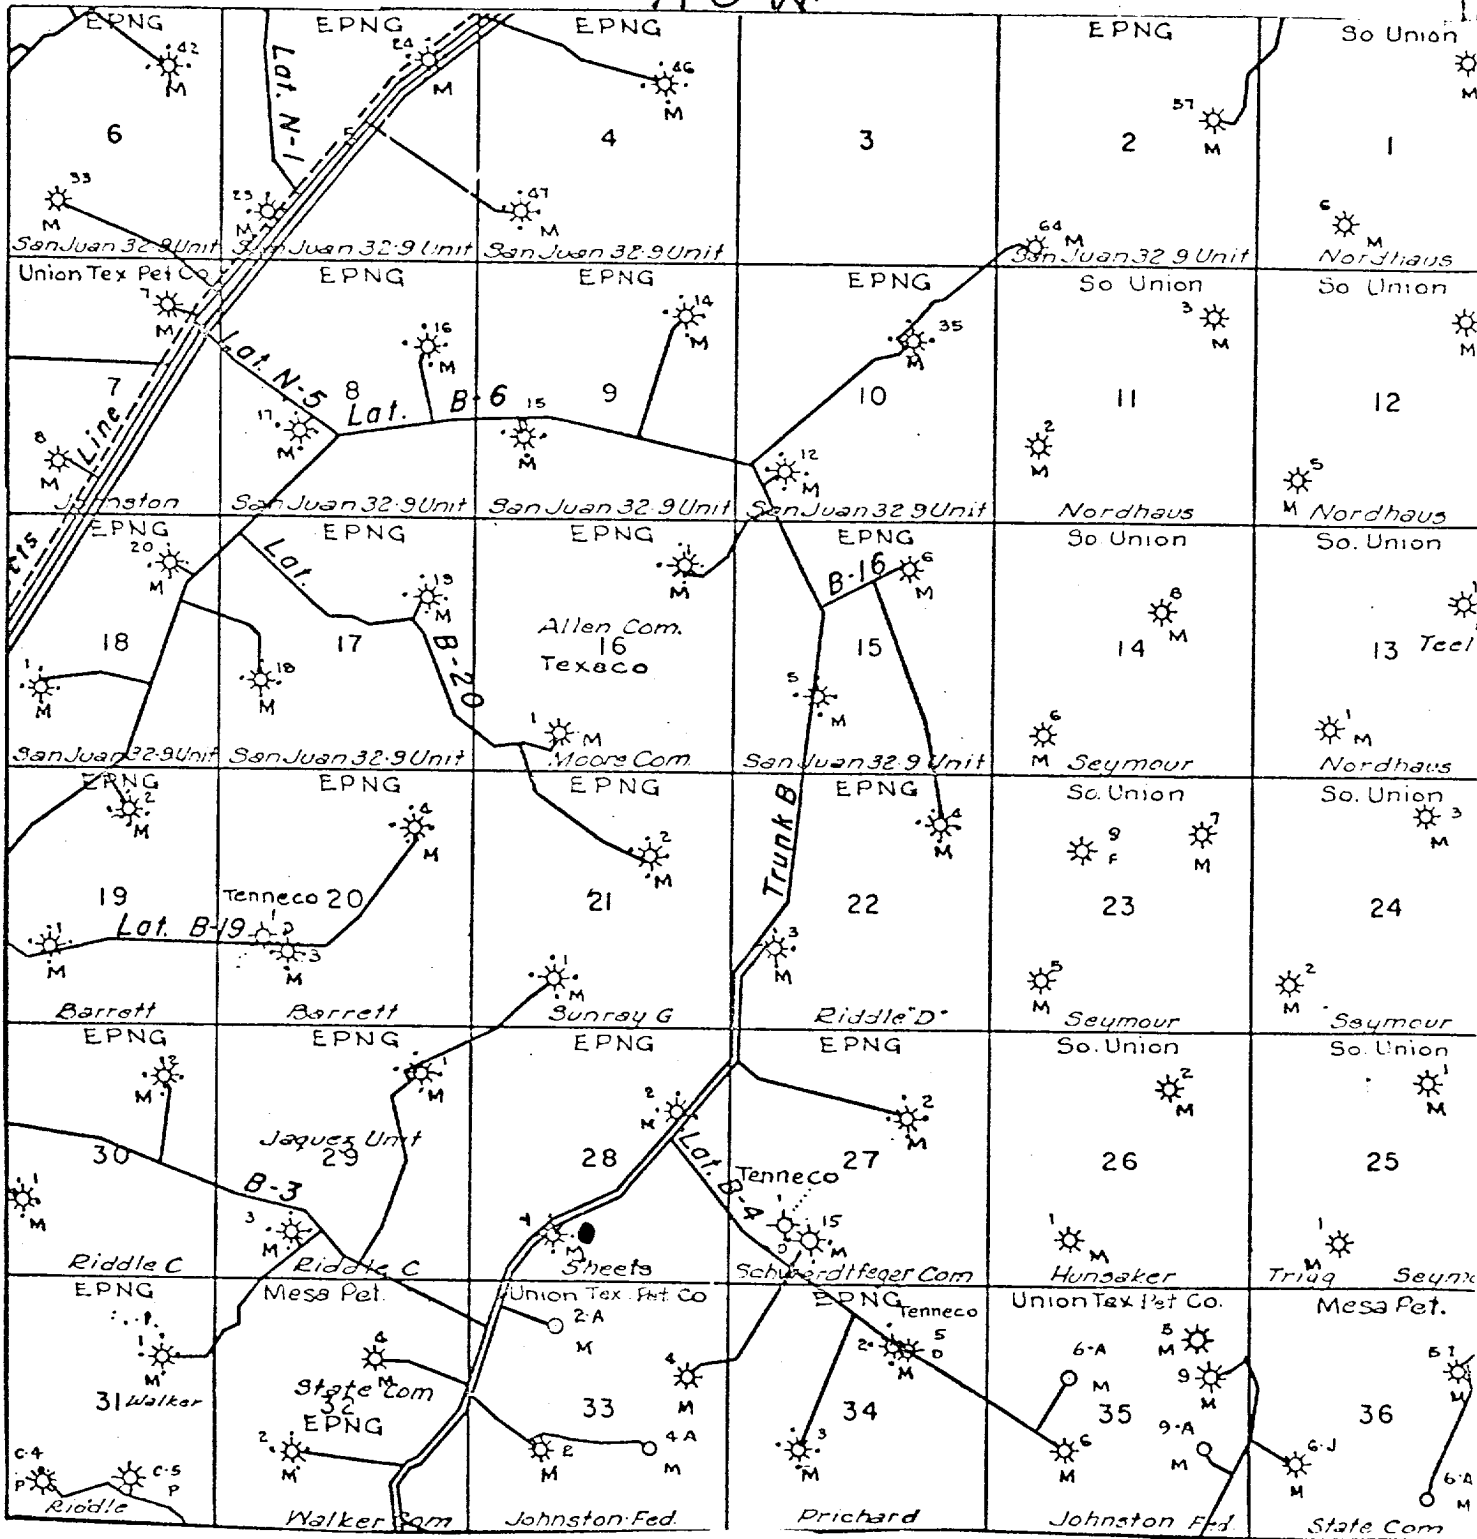 EPNG
42
M
6
33
M
San Juan 32-9 Unit
EPNG
24
M
Lat. N-1
5
23
M
San Juan 32-9 Unit
EPNG
46
M
4
47
M
San Juan 32-9 Unit
3
EPNG
57
M
2
64 M
San Juan 32 9 Unit
So Union
M
1
6
M
Nordhaus
Union Tex Pet Co
7
M
7
Line
8
M
Johnston
EPNG
16
M
Lat. N-5
8
Lat. B-6
17
M
San Juan 32-9 Unit
EPNG
14
M
15
9
M
San Juan 32-9 Unit
EPNG
35
M
10
12
M
San Juan 32 9 Unit
So Union
3
M
11
2
M
Nordhaus
So Union
M
12
5
M
Nordhaus
EPNG
20
M
cts
18
1
M
San Juan 32-9 Unit
EPNG
Lat.
19
M
17
B-20
18
M
San Juan 32-9 Unit
1
M
Allen Com.
16
Texaco
1
M
Moore Com.
EPNG
B-16
6
M
15
5
M
San Juan 32-9 Unit
So Union
8
M
14
6
M
Seymour
So. Union
13
Teel
1
M
Nordhaus
EPNG
2
M
19
Lat. B-19
1
M
Barrett
EPNG
4
M
Tenneco 20
1
D
3
M
Barrett
EPNG
2
M
21
1
M
Sunray G
EPNG
Trunk B
4
M
22
3
M
Riddle "D"
So. Union
9
F
7
M
23
5
M
Seymour
So. Union
3
M
24
2
M
Seymour
EPNG
12
M
30
1
M
Riddle C
EPNG
1
M
Jaquez Unit
29
B-3
3
M
Riddle C
EPNG
2
M
28
Lat. B-4
M
Sheets
EPNG
2
M
27
Tenneco
1
15
M
Schwerdtfeger Com
So. Union
2
M
26
1
M
Hunsaker
So. Union
1
M
25
1
M
Triug
EPNG
1
M
31 Walker
C-4
P
C-5
P
Riddle
Mesa Pet.
4
M
State Com
32
EPNG
2
M
Walker Com
Union Tex Pet Co
2-A
M
4
M
33
2
M
4-A
M
Johnston Fed.
EPNG
Tenneco
2
M
5
D
34
3
M
Prichard
Union Tex Pet Co.
M
6-A
M
9
M
35
9-A
M
6
M
Johnston Fed.
Mesa Pet.
M
36
6-J
M
6-A
M
State Com